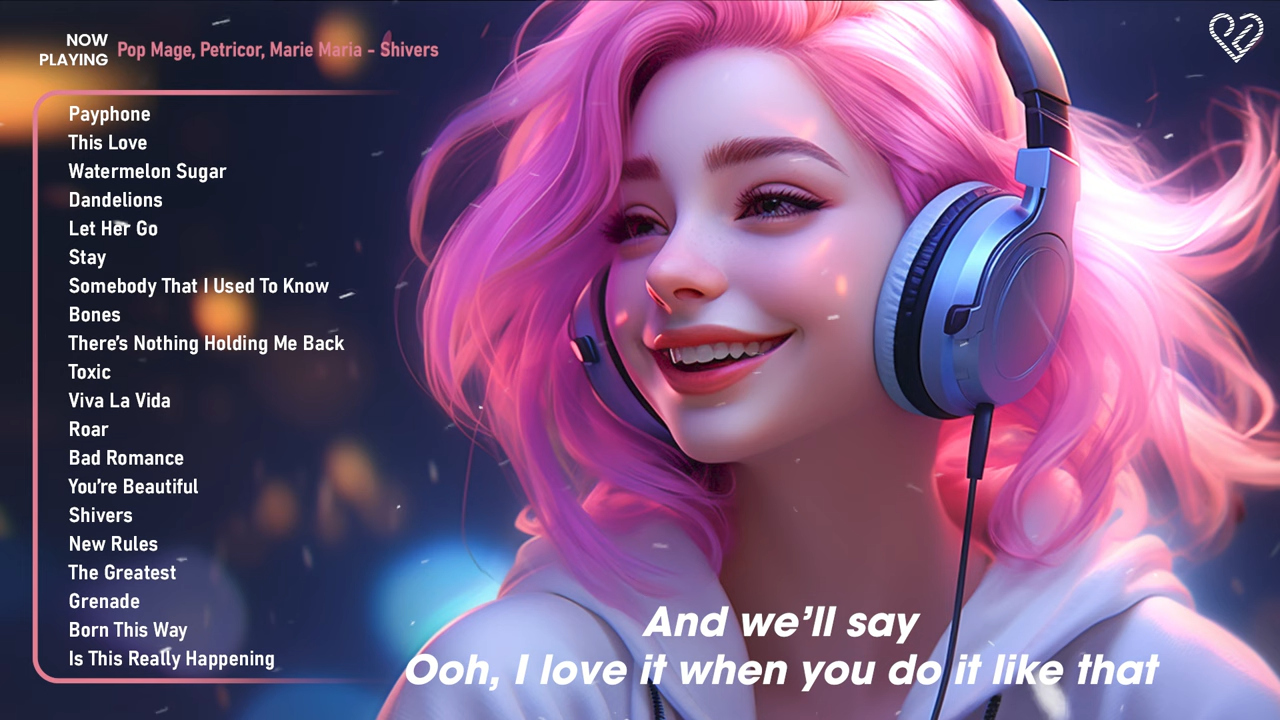 NOW
PLAYING
Pop Mage, Petricor, Marie Maria - Shivers
Payphone
This Love
Watermelon Sugar
Dandelions
Let Her Go
Stay
Somebody That I Used To Know
Bones
There’s Nothing Holding Me Back
Toxic
Viva La Vida
Roar
Bad Romance
You’re Beautiful
Shivers
New Rules
The Greatest
Grenade
Born This Way
Is This Really Happening
And we’ll say
Ooh, I love it when you do it like that